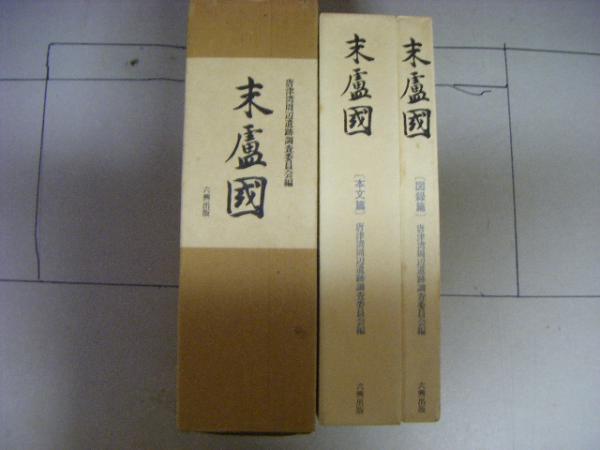 末盧國
唐津湾周辺遺跡調査委員会編
六興出版
末盧國
［本文篇］
唐津湾周辺遺跡調査委員会編
六興出版
末盧國
［図録篇］
唐津湾周辺遺跡調査委員会編
六興出版